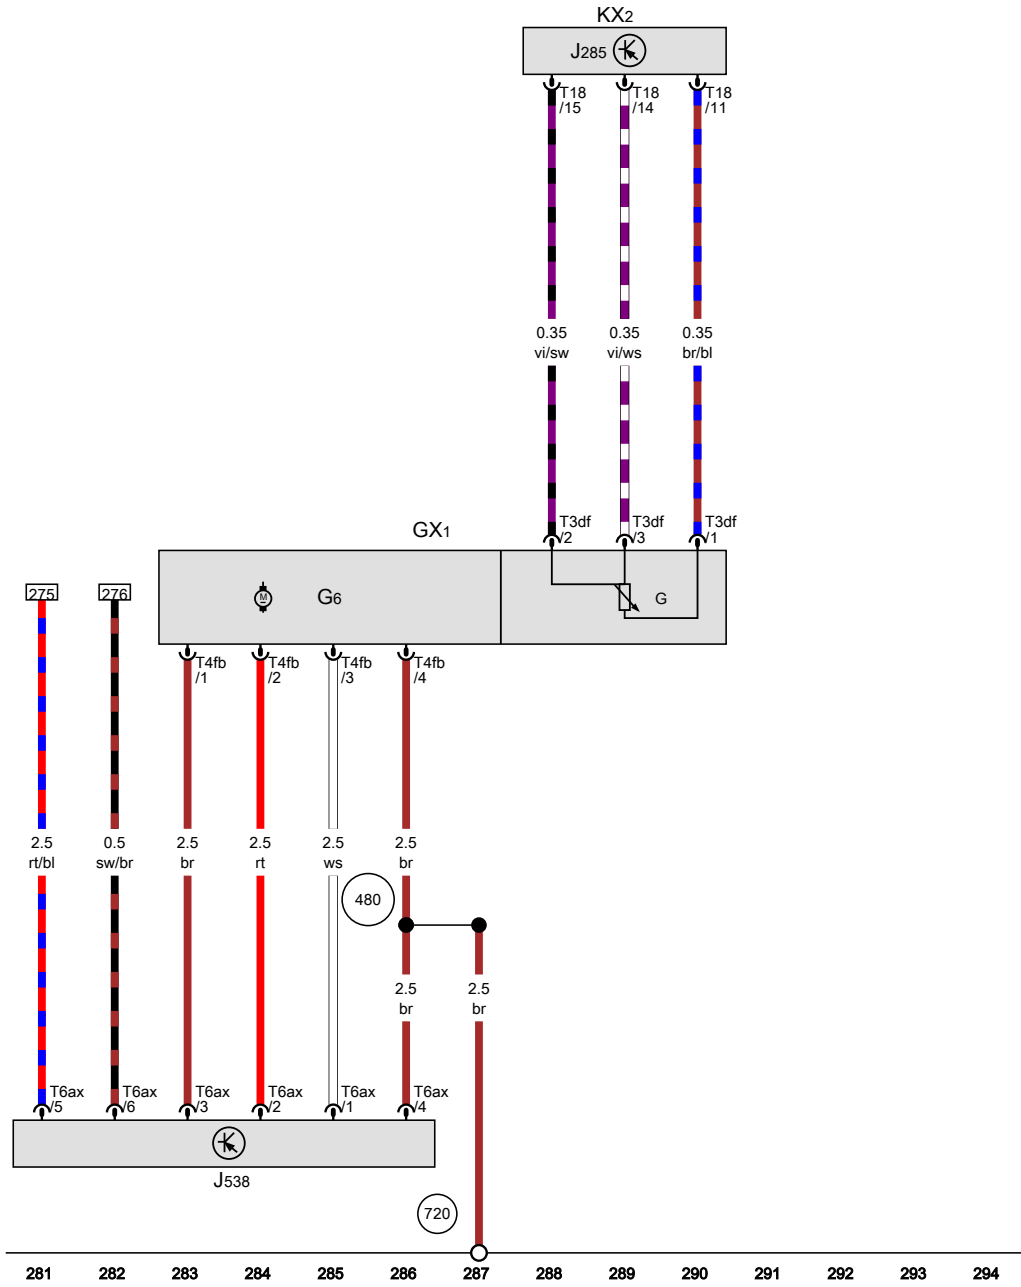 KX2
J285
T18 T18 T18
/15 /14 /11
0.35 0.35 0.35
vi/sw vi/ws br/bl
T3df T3df T3df
/2 /3 /1
GX1
275 276
M
G6
G
T4fb T4fb T4fb T4fb
/1 /2 /3 /4
2.5 0.5 2.5 2.5 2.5 2.5
rt/bl sw/br br rt ws br
480
2.5 2.5
br br
T6ax T6ax T6ax T6ax T6ax T6ax
/5 /6 /3 /2 /1 /4
J538
720
281 282 283 284 285 286 287 288 289 290 291 292 293 294